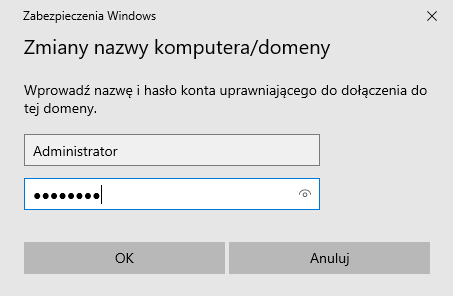 Zabezpieczenia Windows
Zmiany nazwy komputera/domeny
Wprowadź nazwę i hasło konta uprawniającego do dołączenia do
tej domeny.
Administrator
●●●●●●●●
OK Anuluj